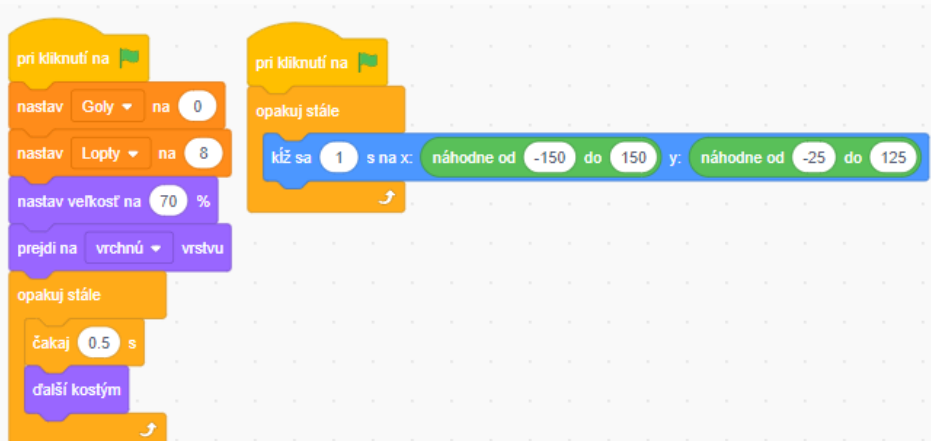 pri kliknutí na
nastav Goly na 0
nastav Lopty na 8
nastav veľkosť na 70 %
prejdi na vrchnú vrstvu
opakuj stále
čakaj 0.5 s
ďalší kostým
pri kliknutí na
opakuj stále
kĺž sa 1 s na x: náhodne od -150 do 150 y: náhodne od -25 do 125